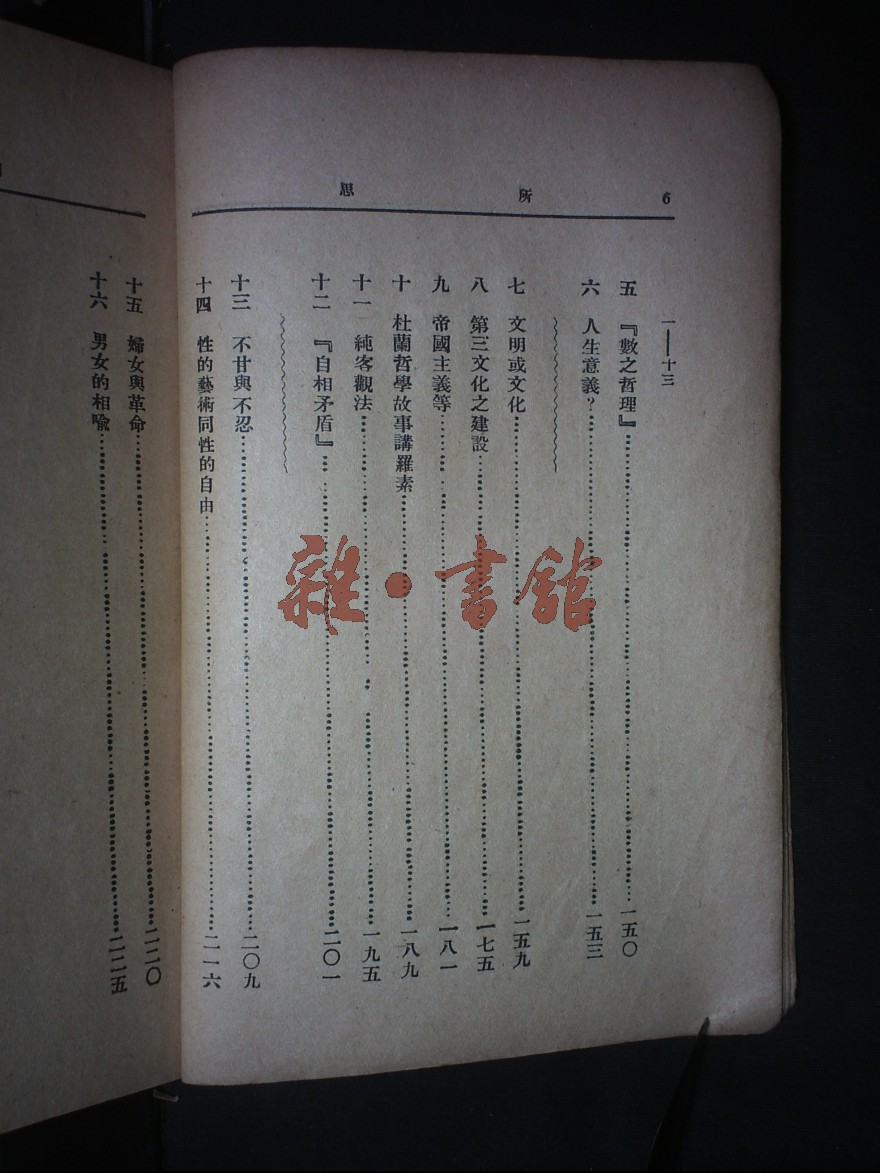 6 所思
一——十三
五 『數之哲理』 一五〇
六 人生意義? 一五三
七 文明或文化 一五九
八 第三文化之建設 一七五
九 帝國主義等 一八一
十 杜蘭哲學故事講羅素 一八九
十一 純客觀法 一九五
十二 『自相矛盾』 二〇一
十三 不甘與不忍 二〇九
十四 性的藝術同性的自由 二一六
十五 婦女與革命 二二〇
十六 男女的相喩 二二五
雜·書館